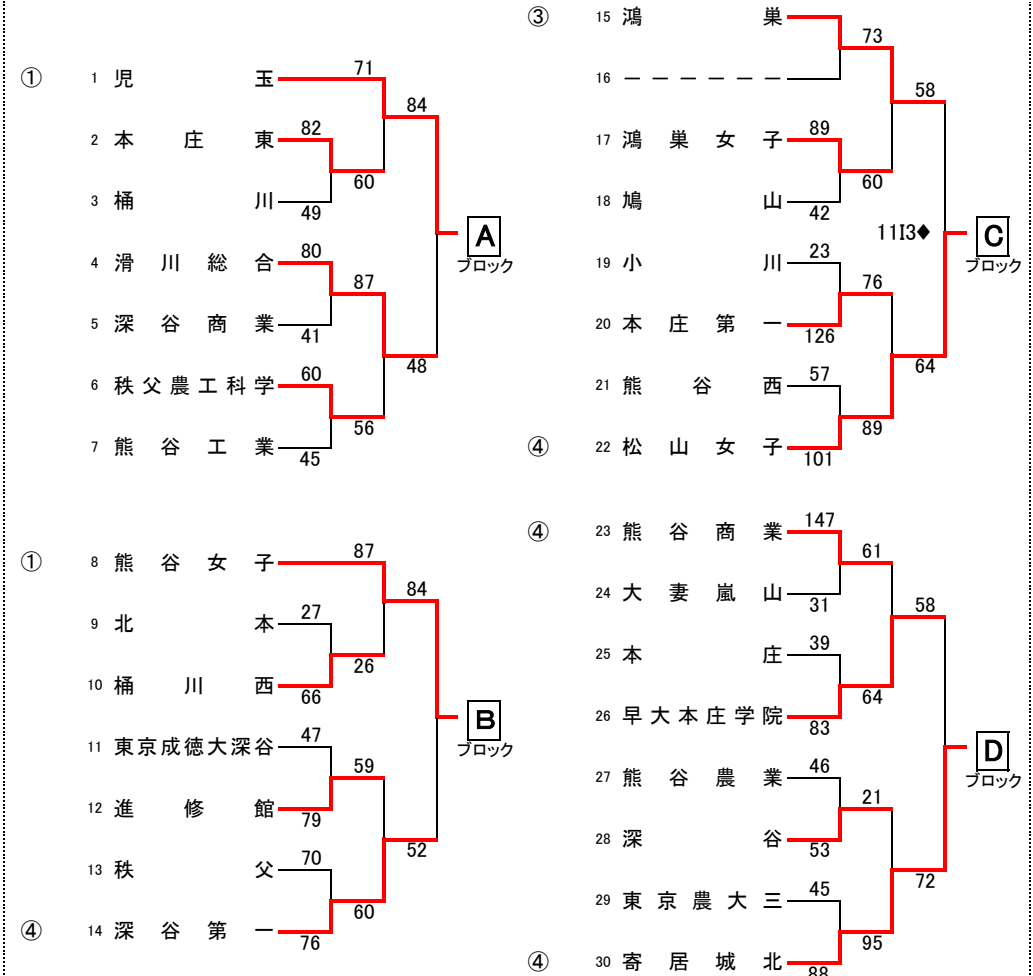 ① 1 児玉 71
84
2 本庄東 82
60
3 桶川 49
A
ブロック
4 滑川総合 80
87
5 深谷商業 41
48
6 秩父農工科学 60
56
7 熊谷工業 45
① 8 熊谷女子 87
84
9 北本 27
26
10 桶川西 66
B
ブロック
11 東京成徳大深谷 47
59
12 進修館 79
52
13 秩父 70
60
④ 14 深谷第一 76
③ 15 鴻巣
73
16 ー ー ー ー ー ー
58
17 鴻巣女子 89
60
18 鳩山 42
11I3◆ C
ブロック
19 小川 23
76
20 本庄第一 126
64
21 熊谷西 57
89
④ 22 松山女子 101
④ 23 熊谷商業 147
61
24 大妻嵐山 31
58
25 本庄 39
64
26 早大本庄学院 83
D
ブロック
27 熊谷農業 46
21
28 深谷 53
72
29 東京農大三 45
95
④ 30 寄居城北 88